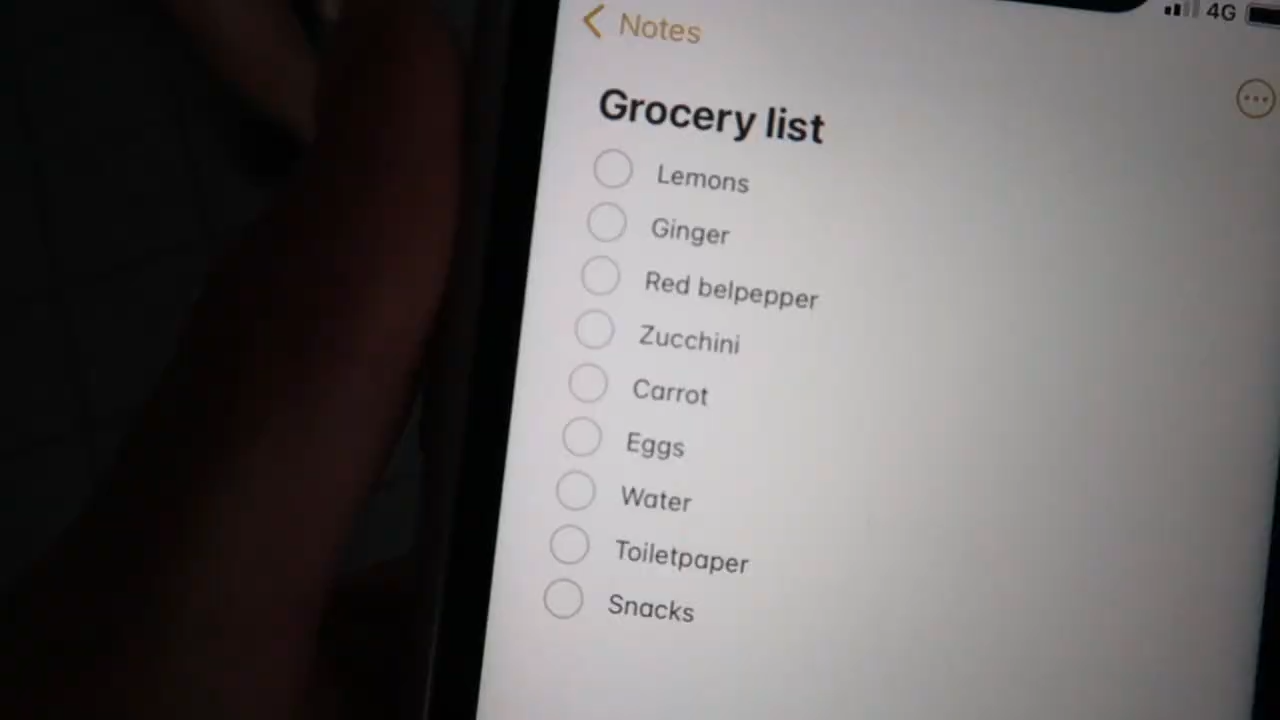 Notes
4G
Grocery list
Lemons
Ginger
Red belpepper
Zucchini
Carrot
Eggs
Water
Toiletpaper
Snacks